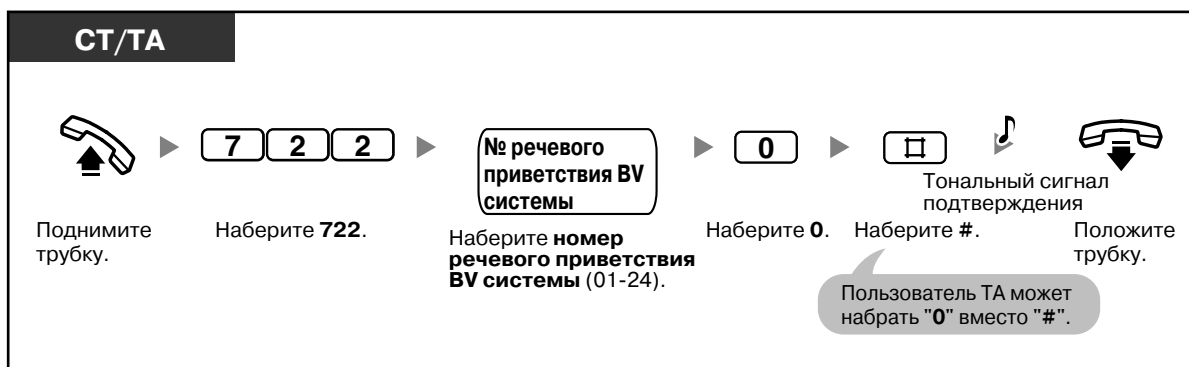 СТ/ТА
7 2 2
№ речевого
приветствия BV
системы
0
Тональный сигнал
подтверждения
Поднимите
трубку.
Наберите 722.
Наберите номер
речевого приветствия
BV системы (01-24).
Наберите 0.
Наберите #.
Положите
трубку.
Пользователь ТА может
набрать "0" вместо "#".